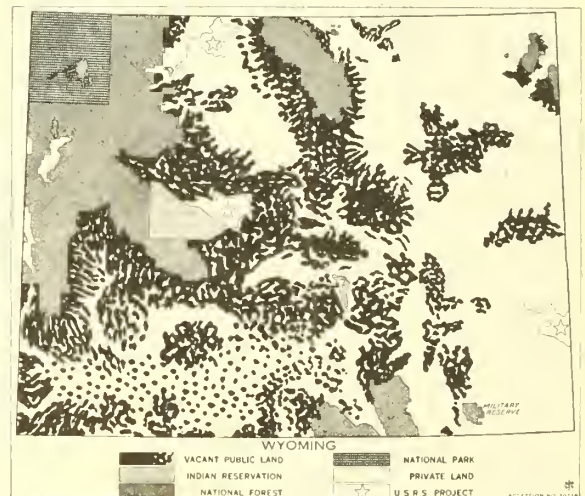 MILITARY
RESERVE
WYOMING
VACANT PUBLIC LAND
NATIONAL PARK
INDIAN RESERVATION
PRIVATE LAND
NATIONAL FOREST
U.S.R.S. PROJECT